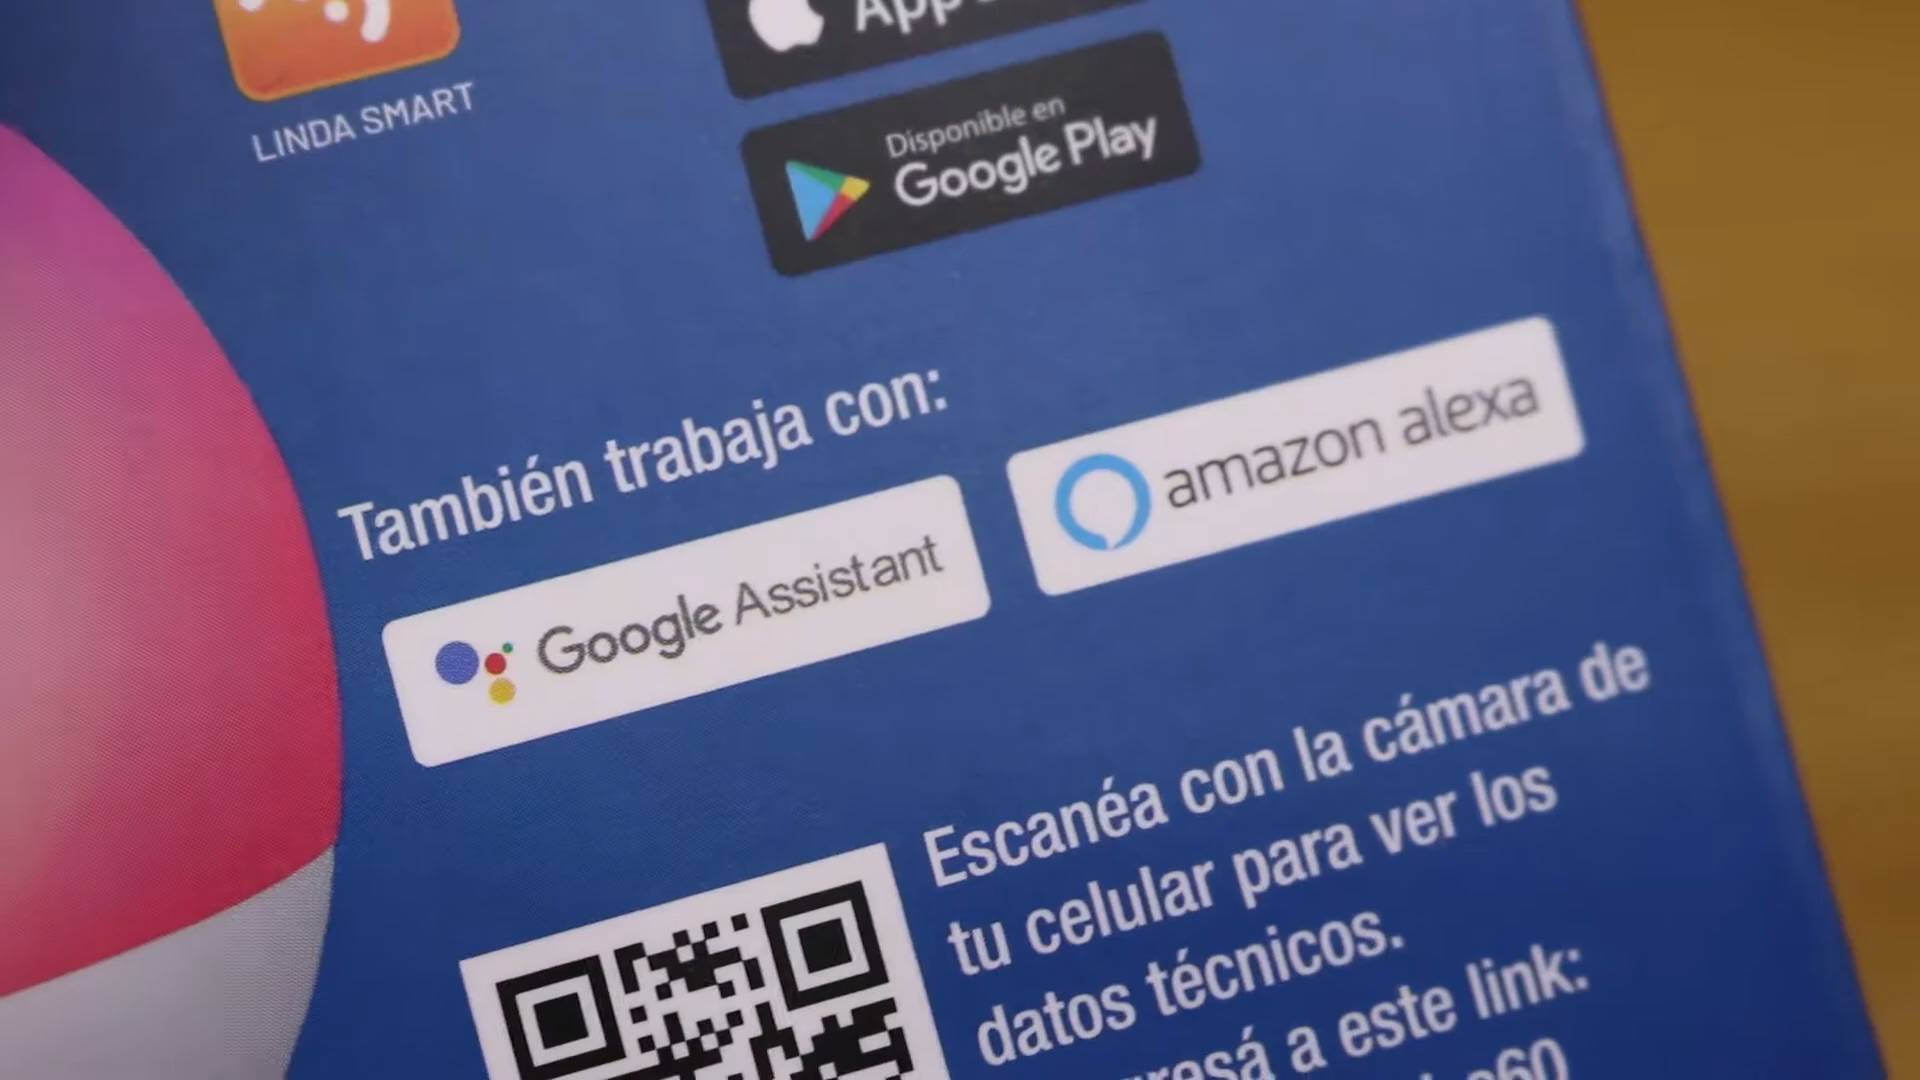 LINDA SMART
App
Disponible en
Google Play
También trabaja con:
Google Assistant
amazon alexa
Escanéa con la cámara de
tu celular para ver los
datos técnicos.
a este link: